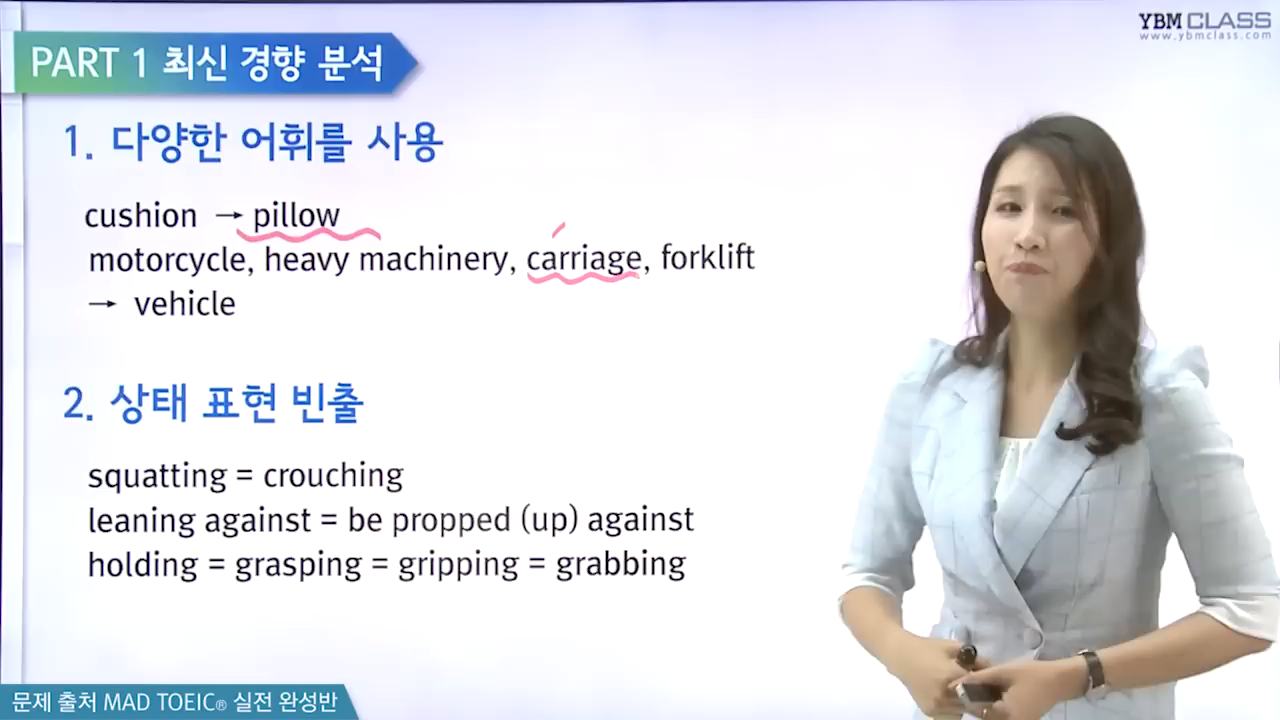 YBM CLASS
www.ybmclass.com
PART 1 최신 경향 분석
1. 다양한 어휘를 사용
cushion → pillow
motorcycle, heavy machinery, carriage, forklift
→ vehicle
2. 상태 표현 빈출
squatting = crouching
leaning against = be propped (up) against
holding = grasping = gripping = grabbing
문제 출처 MAD TOEIC® 실전 완성반